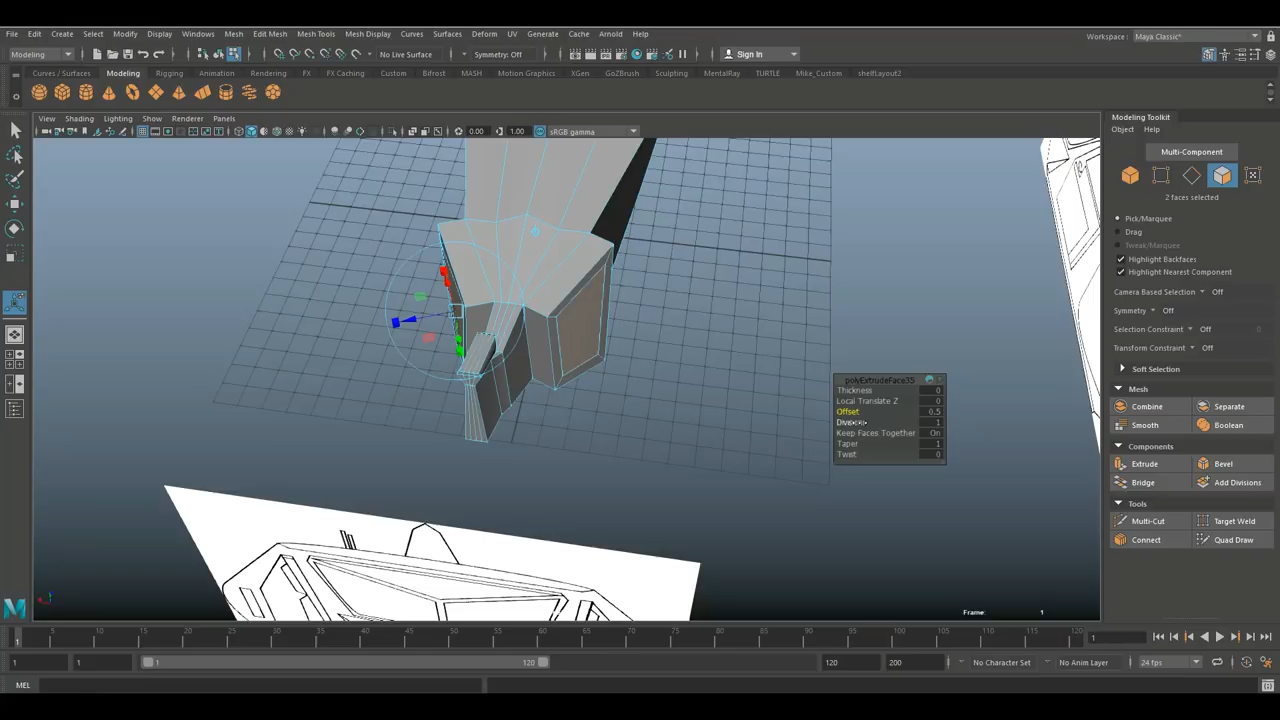 File Edit Create Select Modify Display Windows Mesh Edit Mesh Mesh Tools Mesh Display Curves Surfaces Deform UV Generate Cache Arnold Help
Workspace : Maya Classic*
Modeling No Live Surface Symmetry: Off Sign In
Curves / Surfaces Modeling Rigging Animation Rendering FX FX Caching Custom Bifrost MASH Motion Graphics XGen GoZBrush Sculpting MentalRay TURTLE Mike_Custom shelfLayout2
View Shading Lighting Show Renderer Panels
0.00 1.00 sRGB gamma
Modeling Toolkit
Object Help
Multi-Component
2 faces selected
Pick/Marquee
Drag
Tweak/Marquee
Highlight Backfaces
Highlight Nearest Component
Camera Based Selection Off
Symmetry Off
Selection Constraint Off
Transform Constraint Off
Soft Selection
Mesh
Combine Separate
Smooth Boolean
Components
Extrude Bevel
Bridge Add Divisions
Tools
Multi-Cut Target Weld
Connect Quad Draw
polyExtrudeFace35
Thickness 0
Local Translate Z 0
Offset 0.5
1
Keep Faces Together On
Taper 1
Twist 0
Frame: 1
5 10 15 20 25 30 35 40 45 50 55 60 65 70 75 80 85 90 95 100 105 110 115 120
1
1
1 1 1 120 120 200 No Character Set No Anim Layer 24 fps
MEL